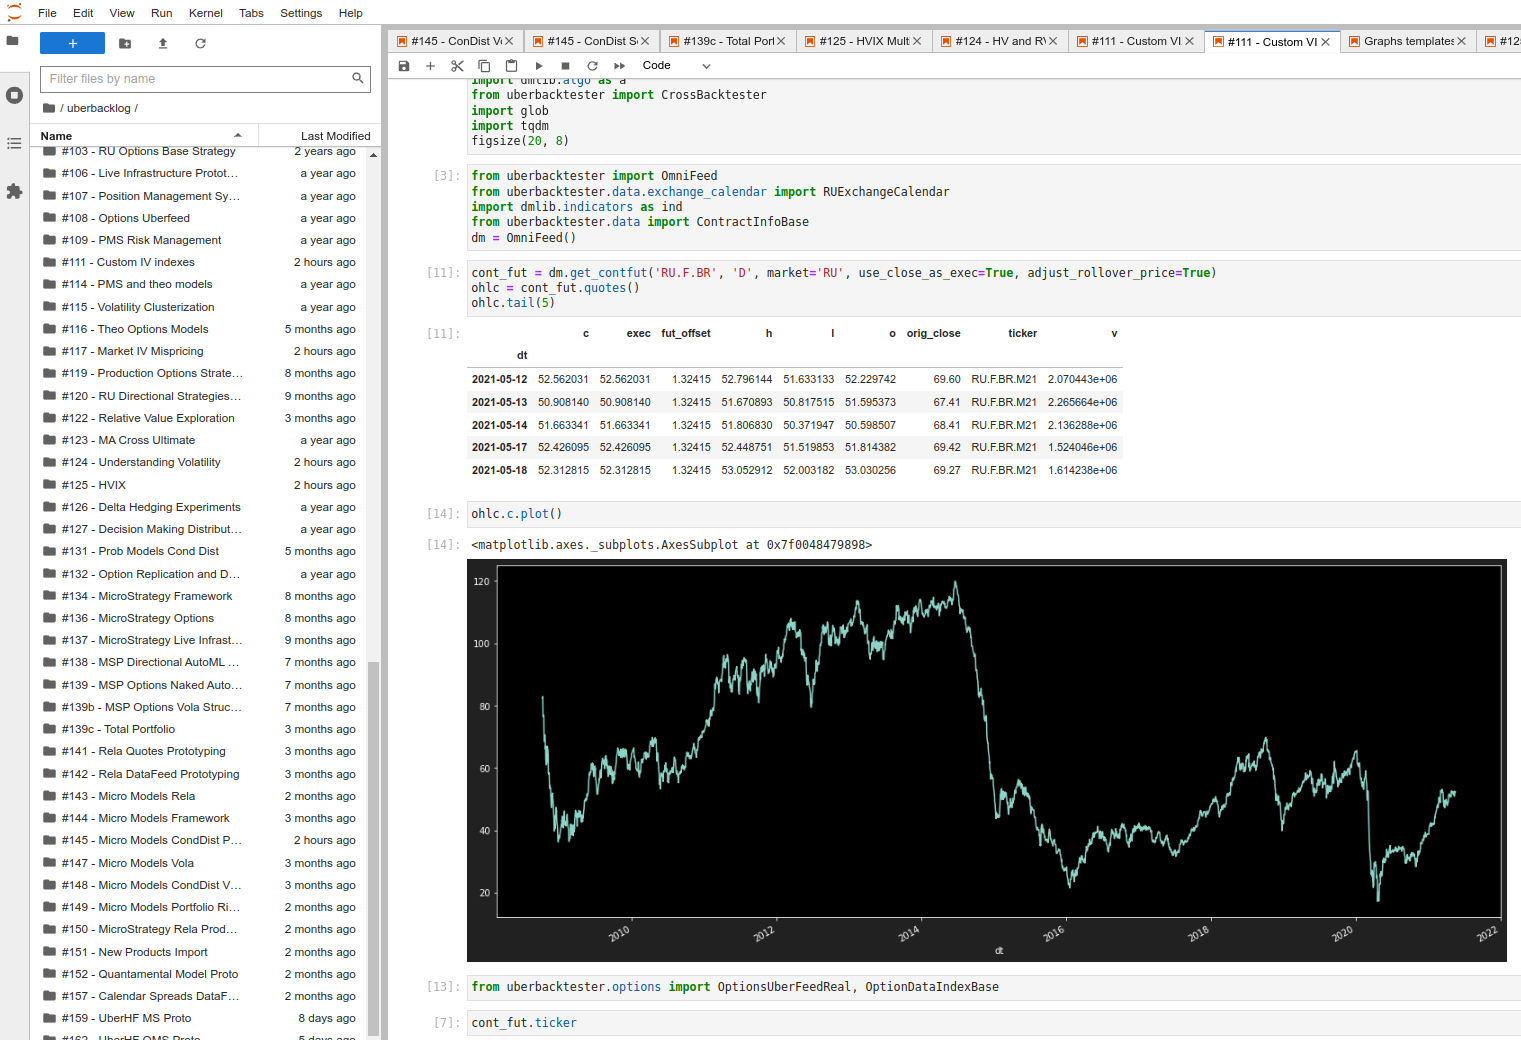 File Edit View Run Kernel Tabs Settings Help
#145 - ConDist V
#145 - ConDist S
#139c - Total Port
#125 - HVIX Mult
#124 - HV and RV
#111 - Custom VI
#111 - Custom VI
Graphs templates
#12
Code
Filter files by name
/ uberbacklog /
Name Last Modified
#103 - RU Options Base Strategy 2 years ago
#106 - Live Infrastructure Protot… a year ago
#107 - Position Management Sy… a year ago
#108 - Options Uberfeed a year ago
#109 - PMS Risk Management a year ago
#111 - Custom IV indexes 2 hours ago
#114 - PMS and theo models a year ago
#115 - Volatility Clusterization a year ago
#116 - Theo Options Models 5 months ago
#117 - Market IV Mispricing 2 hours ago
#119 - Production Options Strate… 8 months ago
#120 - RU Directional Strategies… 9 months ago
#122 - Relative Value Exploration 3 months ago
#123 - MA Cross Ultimate a year ago
#124 - Understanding Volatility 2 hours ago
#125 - HVIX 2 hours ago
#126 - Delta Hedging Experiments a year ago
#127 - Decision Making Distribut… a year ago
#131 - Prob Models Cond Dist 5 months ago
#132 - Option Replication and D… a year ago
#134 - MicroStrategy Framework 8 months ago
#136 - MicroStrategy Options 8 months ago
#137 - MicroStrategy Live Infrast… 9 months ago
#138 - MSP Directional AutoML … 7 months ago
#139 - MSP Options Naked Auto… 7 months ago
#139b - MSP Options Vola Struc… 7 months ago
#139c - Total Portfolio 3 months ago
#141 - Rela Quotes Prototyping 3 months ago
#142 - Rela DataFeed Prototyping 3 months ago
#143 - Micro Models Rela 2 months ago
#144 - Micro Models Framework 3 months ago
#145 - Micro Models CondDist P… 2 hours ago
#147 - Micro Models Vola 3 months ago
#148 - Micro Models CondDist V… 3 months ago
#149 - Micro Models Portfolio Ri… 2 months ago
#150 - MicroStrategy Rela Prod… 2 months ago
#151 - New Products Import 2 months ago
#152 - Quantamental Model Proto 2 months ago
#157 - Calendar Spreads DataF… 2 months ago
#159 - UberHF MS Proto 8 days ago
#162 - UberHF OMS Proto 5 days ago
import dmlib.algo as a
from uberbacktester import CrossBacktester
import glob
import tqdm
figsize(20, 8)
[3]: from uberbacktester import OmniFeed
from uberbacktester.data.exchange_calendar import RUExchangeCalendar
import dmlib.indicators as ind
from uberbacktester.data import ContractInfoBase
dm = OmniFeed()
[11]: cont_fut = dm.get_contfut('RU.F.BR', 'D', market='RU', use_close_as_exec=True, adjust_rollover_price=True)
ohlc = cont_fut.quotes()
ohlc.tail(5)
[11]: c exec fut_offset h l o orig_close ticker v
dt
2021-05-12 52.562031 52.562031 1.32415 52.796144 51.633133 52.229742 69.60 RU.F.BR.M21 2.070443e+06
2021-05-13 50.908140 50.908140 1.32415 51.670893 50.817515 51.595373 67.41 RU.F.BR.M21 2.265664e+06
2021-05-14 51.663341 51.663341 1.32415 51.806830 50.371947 50.598507 68.41 RU.F.BR.M21 2.136288e+06
2021-05-17 52.426095 52.426095 1.32415 52.448751 51.519853 51.814382 69.42 RU.F.BR.M21 1.524046e+06
2021-05-18 52.312815 52.312815 1.32415 53.052912 52.003182 53.030256 69.27 RU.F.BR.M21 1.614238e+06
[14]: ohlc.c.plot()
[14]: <matplotlib.axes._subplots.AxesSubplot at 0x7f0048479898>
120
100
80
60
40
20
2010 2012 2014 2016 2018 2020 2022
dt
[13]: from uberbacktester.options import OptionsUberFeedReal, OptionDataIndexBase
[7]: cont_fut.ticker